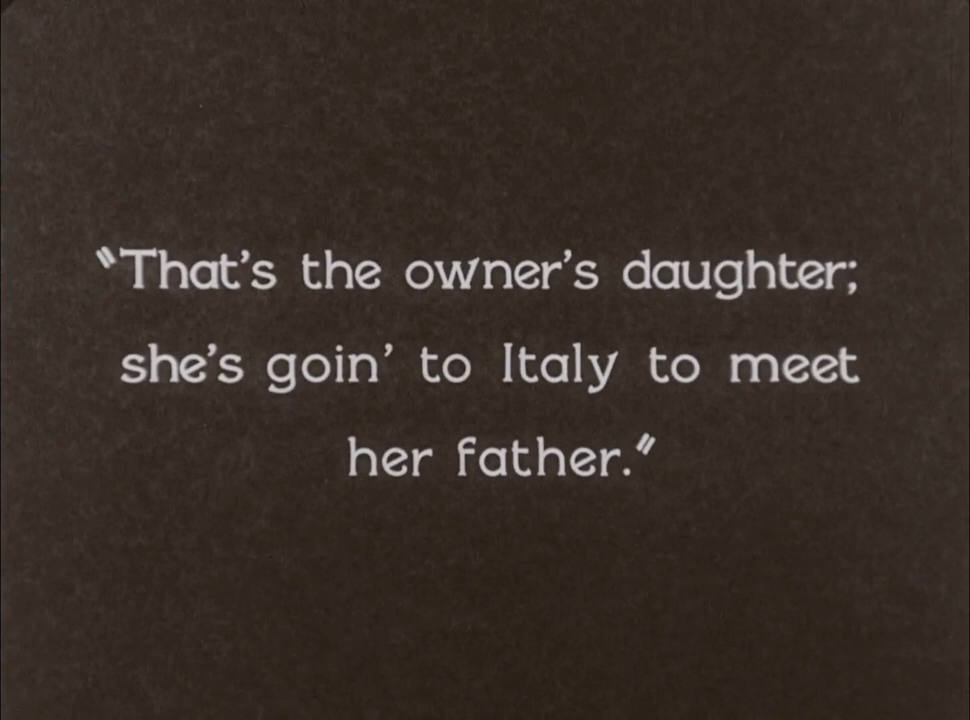 "That's the owner's daughter;
she's goin' to Italy to meet
her father."